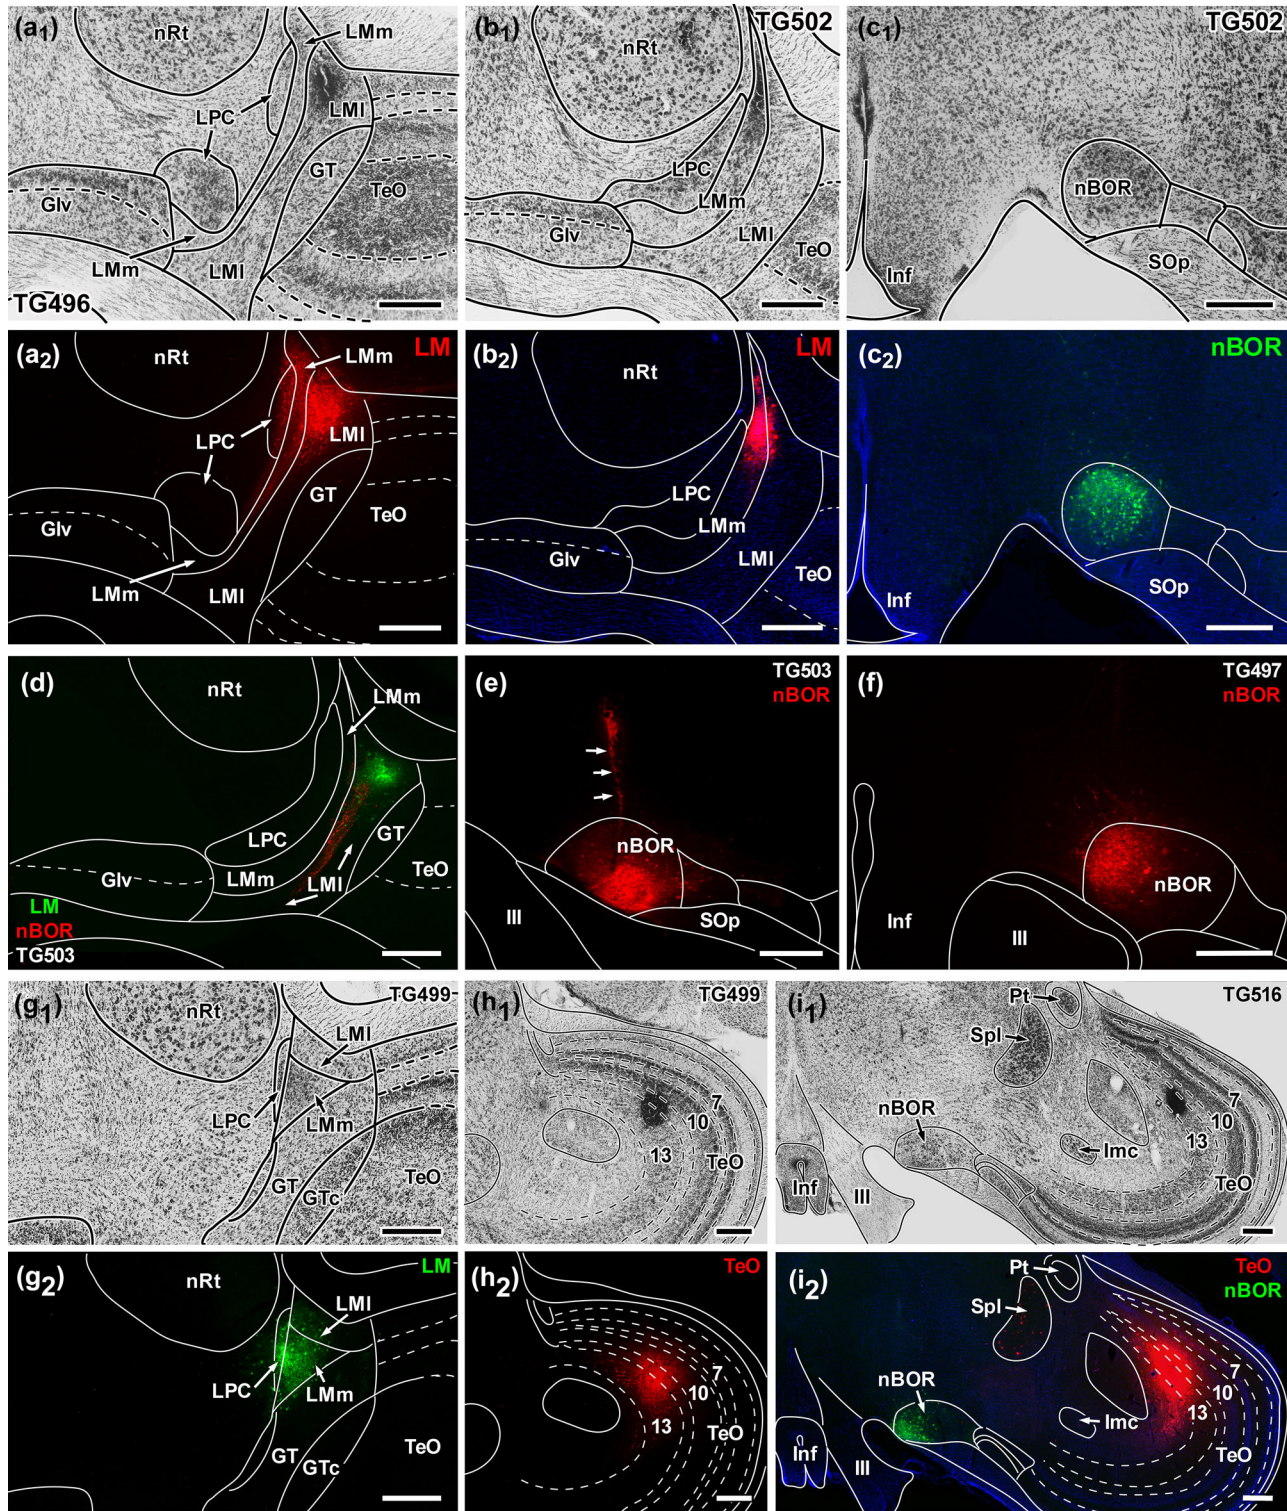 (a1)
nRt
LMm
LPC
LMl
GT
TeO
Glv
LMm
LMl
TG496
(b1)
TG502
nRt
LPC
LMm
Glv
LMl
TeO
(c1)
TG502
nBOR
SOp
Inf
(a2)
LM
nRt
LMm
LPC
LMl
GT
TeO
Glv
LMm
LMl
(b2)
LM
nRt
LPC
LMm
Glv
LMl
TeO
(c2)
nBOR
SOp
Inf
(d)
nRt
LMm
LPC
GT
Glv
LMm
LMl
TeO
LM
nBOR
TG503
(e)
TG503
nBOR
nBOR
III
SOp
(f)
TG497
nBOR
nBOR
Inf
III
(g1)
TG499
nRt
LMl
LPC
LMm
GT
GTc
TeO
(h1)
TG499
7
10
13
TeO
(i1)
TG516
Pt
Spl
nBOR
7
10
13
Imc
TeO
Inf
III
(g2)
LM
nRt
LMl
LPC
LMm
GT
GTc
TeO
(h2)
TeO
7
10
13
TeO
(i2)
TeO
nBOR
Pt
Spl
nBOR
7
10
13
Imc
TeO
Inf
III